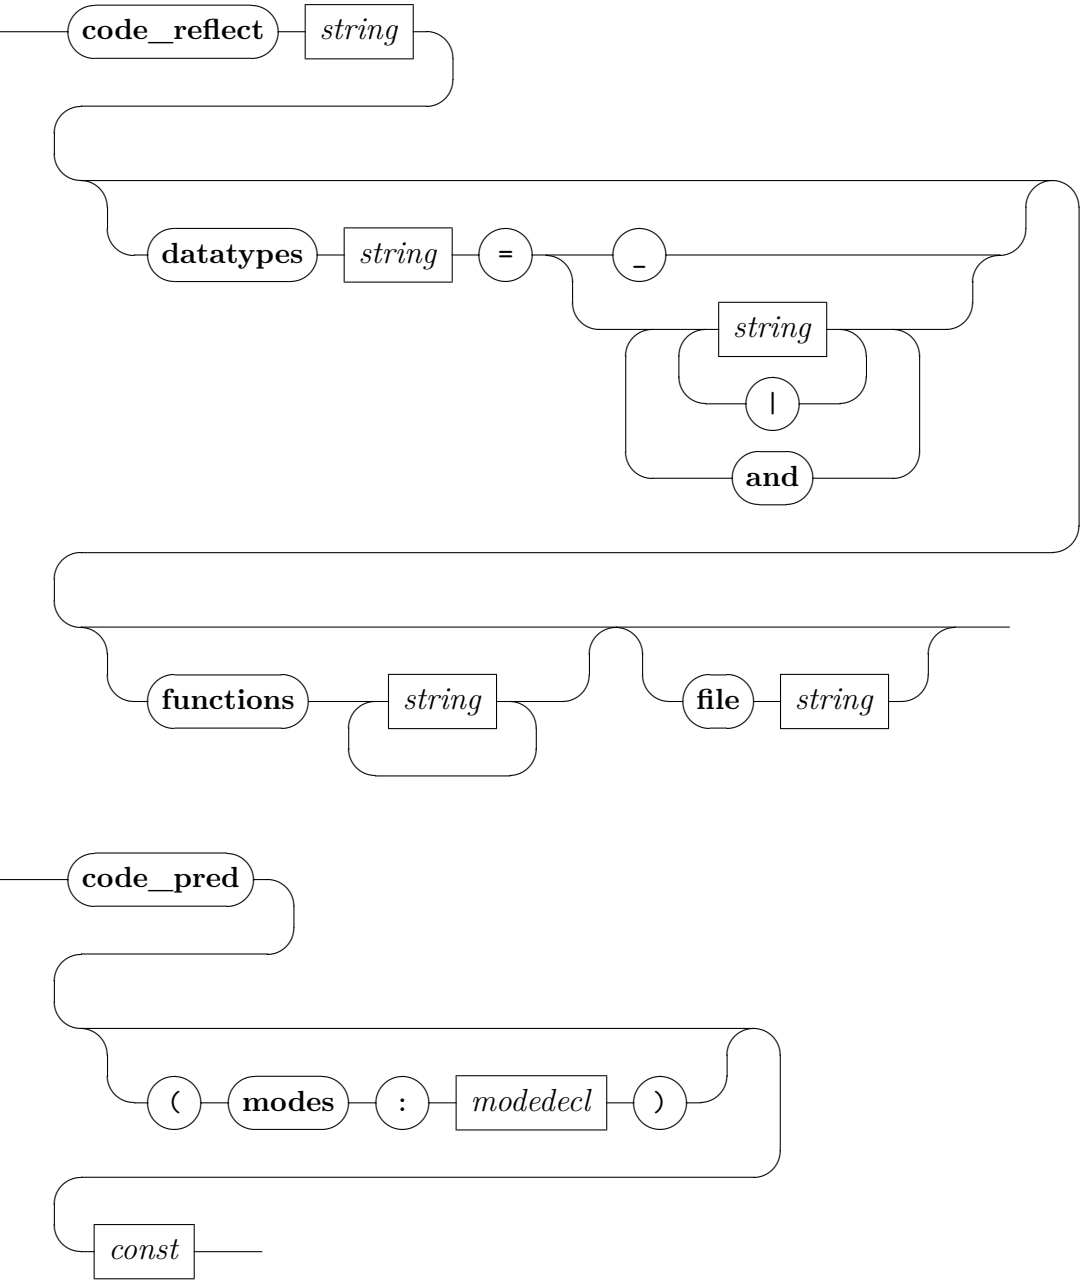 code_reflect string
datatypes string = _
string
|
and
functions string file string
code_pred
( modes : modedecl )
const